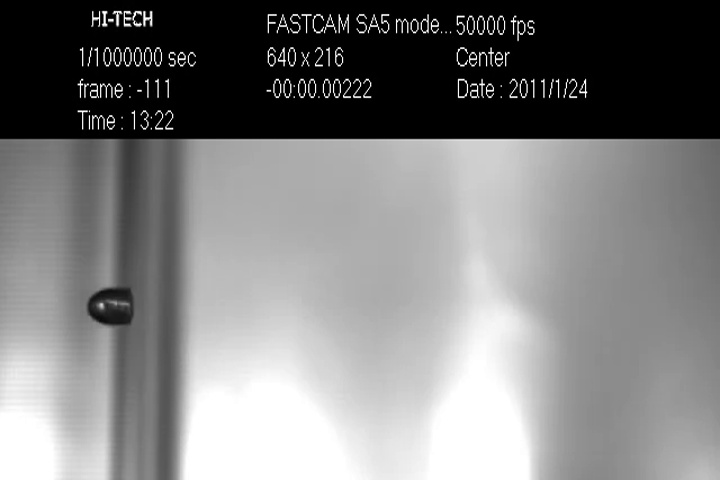 HI-TECH FASTCAM SA5 mode... 50000 fps
1/1000000 sec 640 x 216 Center
frame : -111 -00:00.00222 Date : 2011/1/24
Time : 13:22